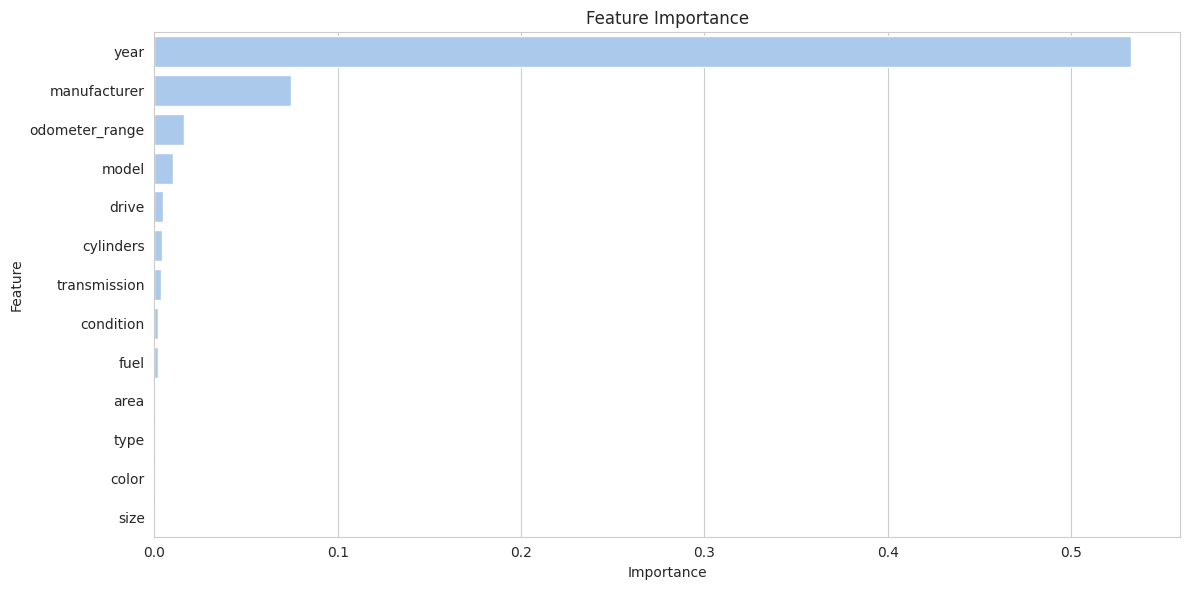 Feature Importance
year
manufacturer
odometer_range
model
drive
cylinders
transmission
condition
fuel
area
type
color
size
Feature
0.0 0.1 0.2 0.3 0.4 0.5
Importance